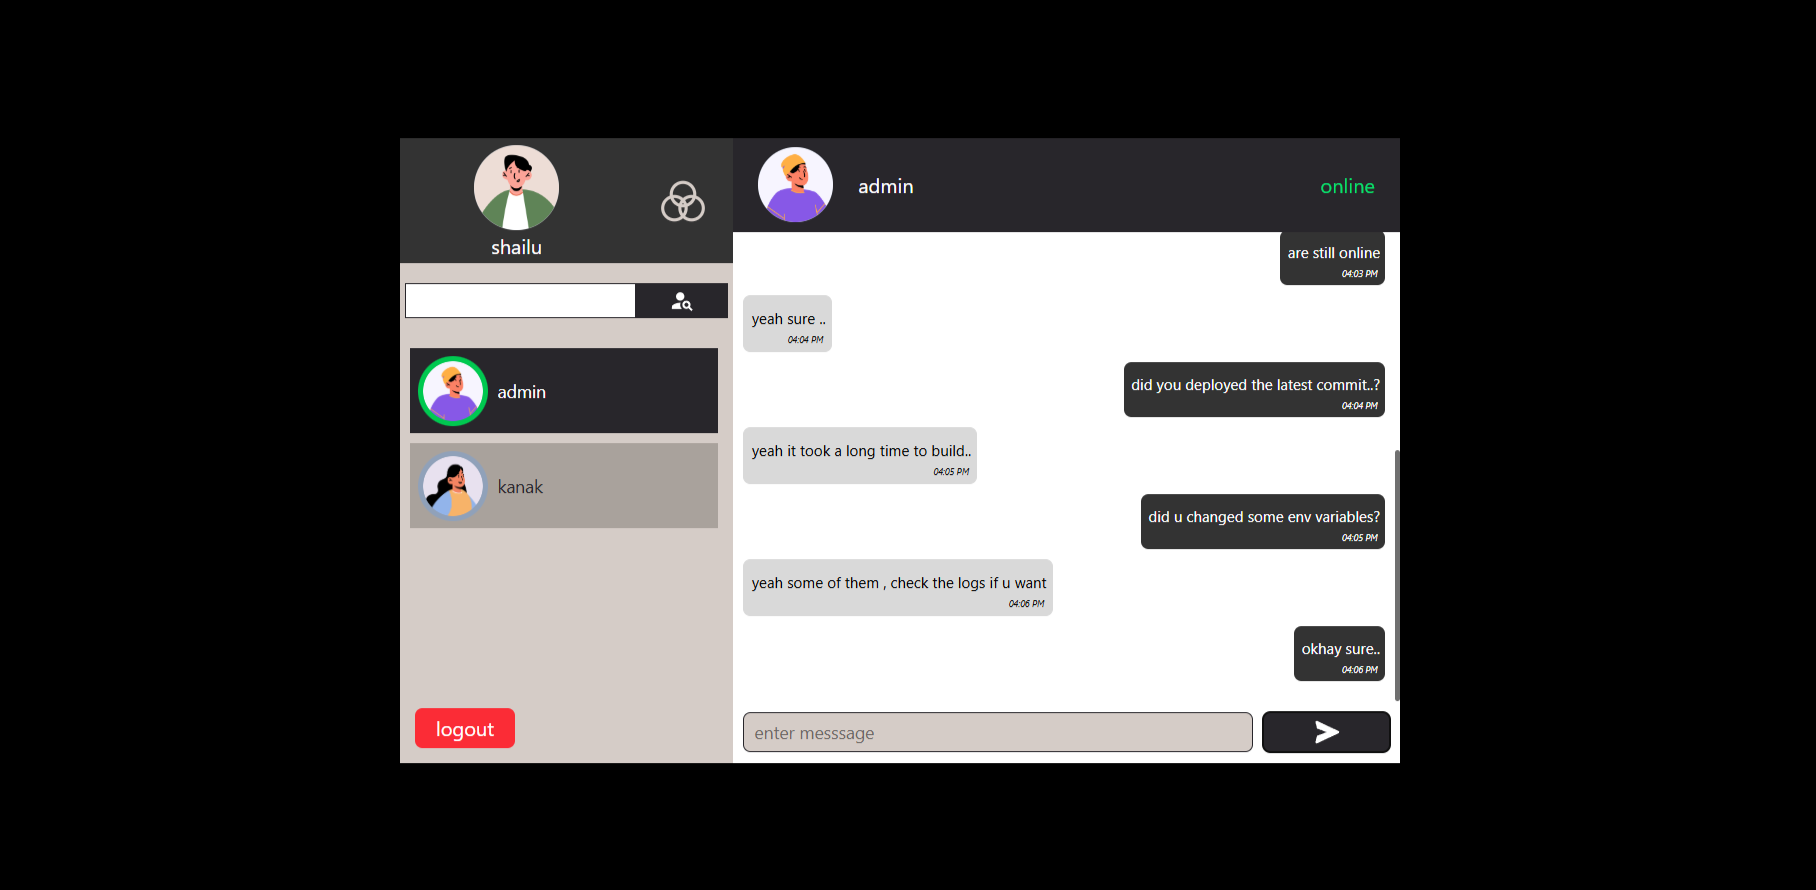 shailu
admin
kanak
logout
admin
online
are still online
04:03 PM
yeah sure ..
04:04 PM
did you deployed the latest commit..?
04:04 PM
yeah it took a long time to build..
04:05 PM
did u changed some env variables?
04:05 PM
yeah some of them , check the logs if u want
04:06 PM
okhay sure..
04:06 PM
enter messsage